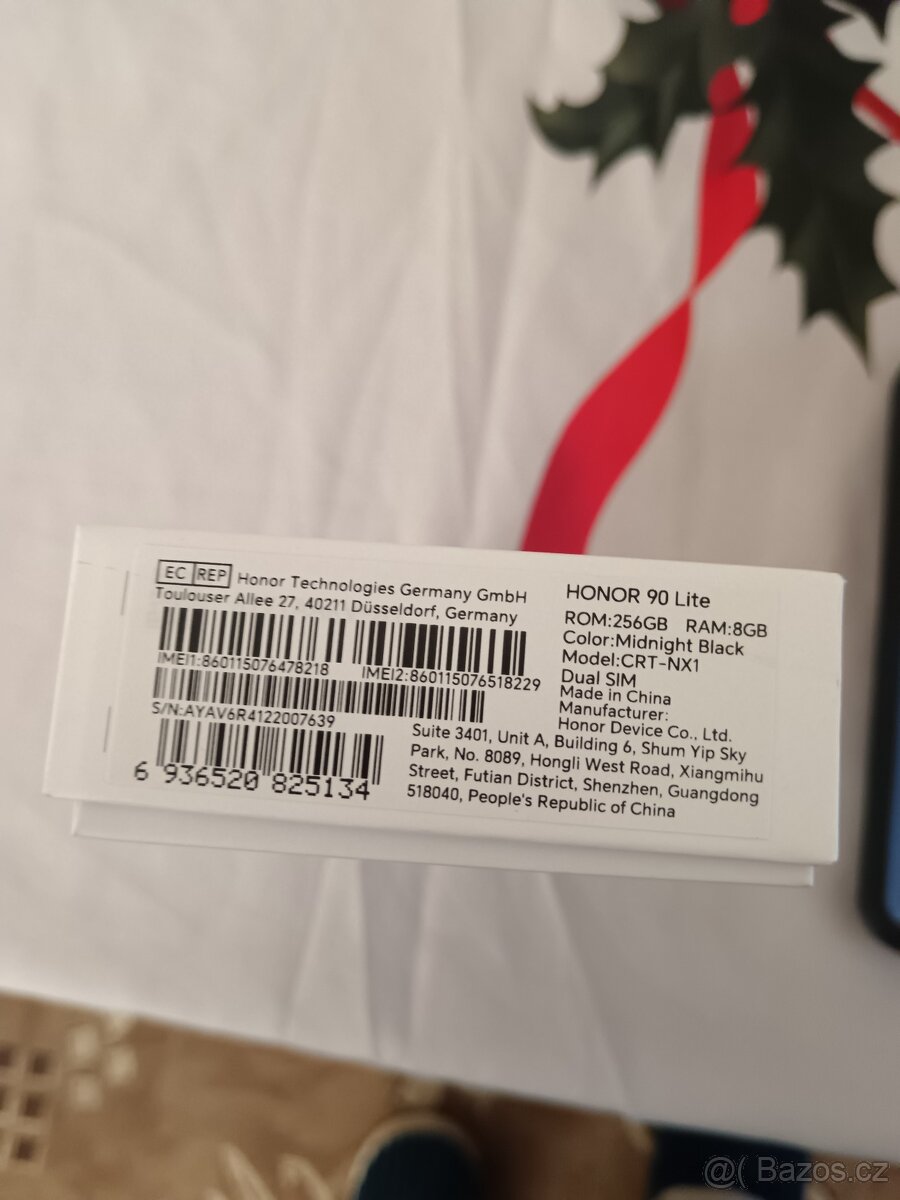 EC REP Honor Technologies Germany GmbH
Toulouser Allee 27, 40211 Düsseldorf, Germany
IMEI1:860115076478218 IMEI2:860115076518229
S/N:AYAV6R4122007639
6 936520 825134
HONOR 90 Lite
ROM:256GB RAM:8GB
Color:Midnight Black
Model:CRT-NX1
Dual SIM
Made in China
Manufacturer:
Honor Device Co., Ltd.
Suite 3401, Unit A, Building 6, Shum Yip Sky
Park, No. 8089, Hongli West Road, Xiangmihu
Street, Futian District, Shenzhen, Guangdong
518040, People's Republic of China
@( Bazos.cz